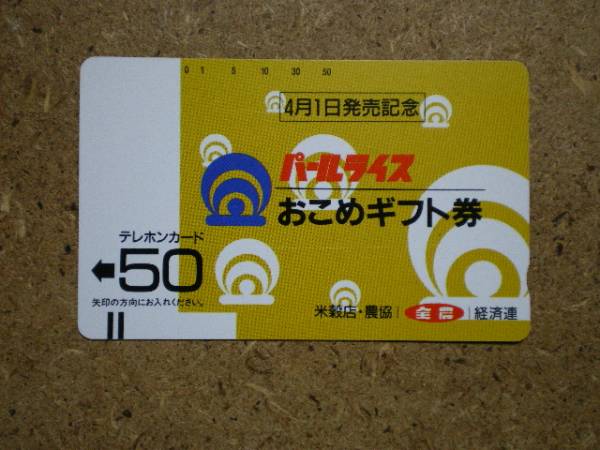 0 1 5 10 30 50
4月1日発売記念
パールライス
おこめギフト券
テレホンカード
50
矢印の方向にお入れください。
米穀店・農協 全農 経済連